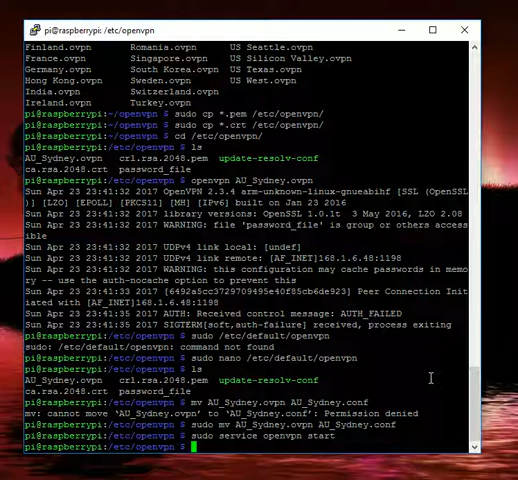 pi@raspberrypi: /etc/openvpn
Finland.ovpn Romania.ovpn US Seattle.ovpn
France.ovpn Singapore.ovpn US Silicon Valley.ovpn
Germany.ovpn South Korea.ovpn US Texas.ovpn
Hong Kong.ovpn Sweden.ovpn US West.ovpn
India.ovpn Switzerland.ovpn
Ireland.ovpn Turkey.ovpn
pi@raspberrypi:~/openvpn $ sudo cp *.pem /etc/openvpn/
pi@raspberrypi:~/openvpn $ sudo cp *.crt /etc/openvpn/
pi@raspberrypi:~/openvpn $ cd /etc/openvpn/
pi@raspberrypi:/etc/openvpn $ ls
AU_Sydney.ovpn crl.rsa.2048.pem update-resolv-conf
ca.rsa.2048.crt password_file
pi@raspberrypi:/etc/openvpn $ openvpn AU_Sydney.ovpn
Sun Apr 23 23:41:32 2017 OpenVPN 2.3.4 arm-unknown-linux-gnueabihf [SSL (OpenSSL
)] [LZO] [EPOLL] [PKCS11] [MH] [IPv6] built on Jan 23 2016
Sun Apr 23 23:41:32 2017 library versions: OpenSSL 1.0.1t 3 May 2016, LZO 2.08
Sun Apr 23 23:41:32 2017 WARNING: file 'password_file' is group or others access
ible
Sun Apr 23 23:41:32 2017 UDPv4 link local: [undef]
Sun Apr 23 23:41:32 2017 UDPv4 link remote: [AF_INET]168.1.6.48:1198
Sun Apr 23 23:41:32 2017 WARNING: this configuration may cache passwords in memo
ry -- use the auth-nocache option to prevent this
Sun Apr 23 23:41:33 2017 [6492a5cc3729709495e40f85cb6de923] Peer Connection Init
iated with [AF_INET]168.1.6.48:1198
Sun Apr 23 23:41:35 2017 AUTH: Received control message: AUTH_FAILED
Sun Apr 23 23:41:35 2017 SIGTERM[soft,auth-failure] received, process exiting
pi@raspberrypi:/etc/openvpn $ sudo /etc/default/openvpn
sudo: /etc/default/openvpn: command not found
pi@raspberrypi:/etc/openvpn $ sudo nano /etc/default/openvpn
pi@raspberrypi:/etc/openvpn $ ls
AU_Sydney.ovpn crl.rsa.2048.pem update-resolv-conf
ca.rsa.2048.crt password_file
pi@raspberrypi:/etc/openvpn $ mv AU_Sydney.ovpn AU_Sydney.conf
mv: cannot move ‘AU_Sydney.ovpn’ to ‘AU_Sydney.conf’: Permission denied
pi@raspberrypi:/etc/openvpn $ sudo mv AU_Sydney.ovpn AU_Sydney.conf
pi@raspberrypi:/etc/openvpn $ sudo service openvpn start
pi@raspberrypi:/etc/openvpn $